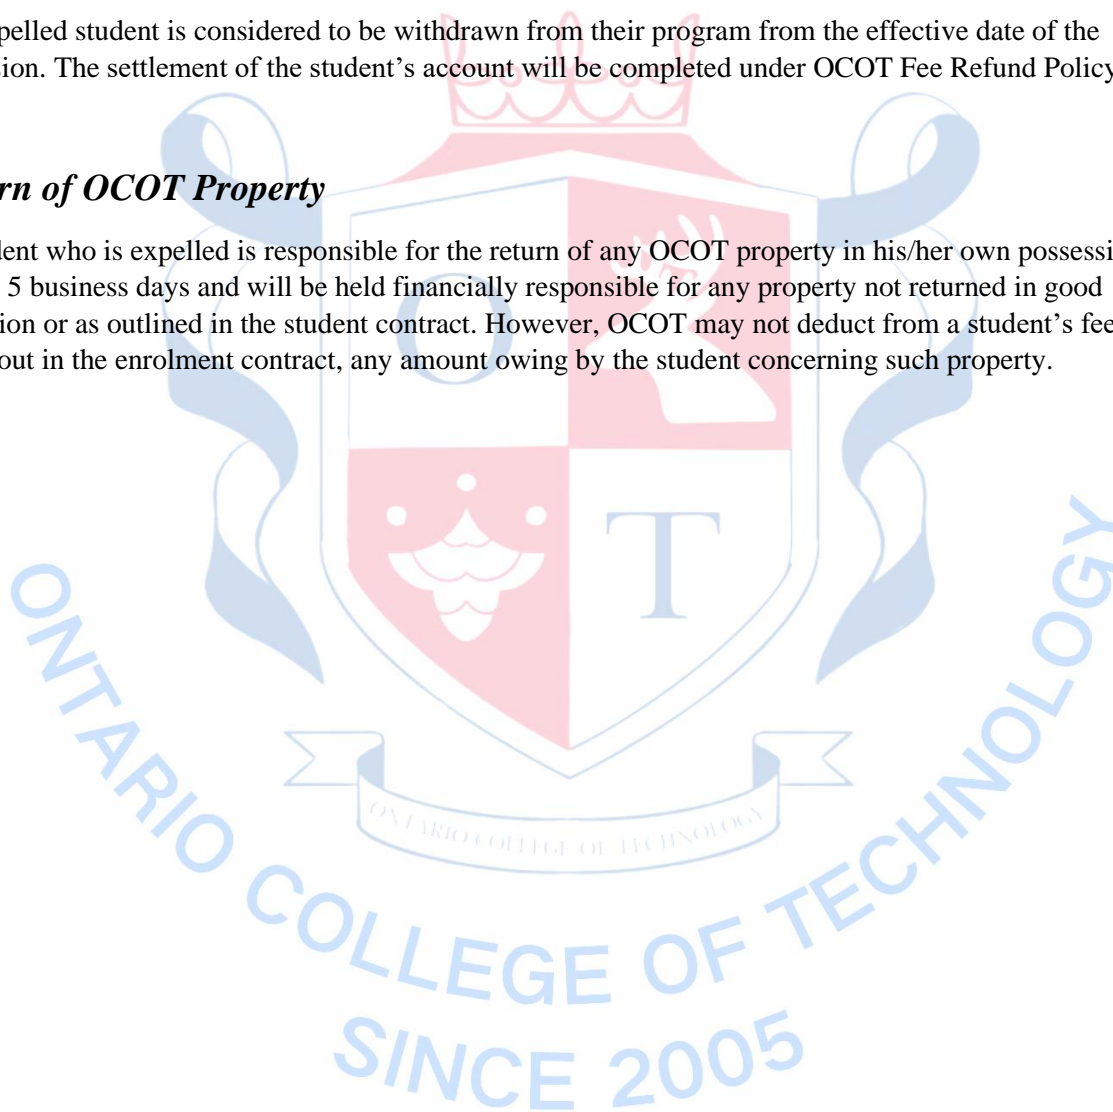 pelled student is considered to be withdrawn from their program from the effective date of the
sion. The settlement of the student’s account will be completed under OCOT Fee Refund Policy
rn of OCOT Property
dent who is expelled is responsible for the return of any OCOT property in his/her own possessi
5 business days and will be held financially responsible for any property not returned in good
ion or as outlined in the student contract. However, OCOT may not deduct from a student’s fee
out in the enrolment contract, any amount owing by the student concerning such property.
O
T
ONTARIO COLLEGE OF TECHNOLOGY
ONTARIO COLLEGE OF TECHNOLOGY
SINCE 2005